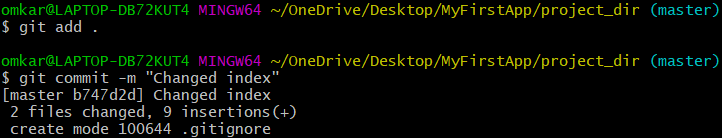 omkar@LAPTOP-DB72KUT4 MINGW64 ~/OneDrive/Desktop/MyFirstApp/project_dir (master)
$ git add .
omkar@LAPTOP-DB72KUT4 MINGW64 ~/OneDrive/Desktop/MyFirstApp/project_dir (master)
$ git commit -m "Changed index"
[master b747d2d] Changed index
 2 files changed, 9 insertions(+)
 create mode 100644 .gitignore